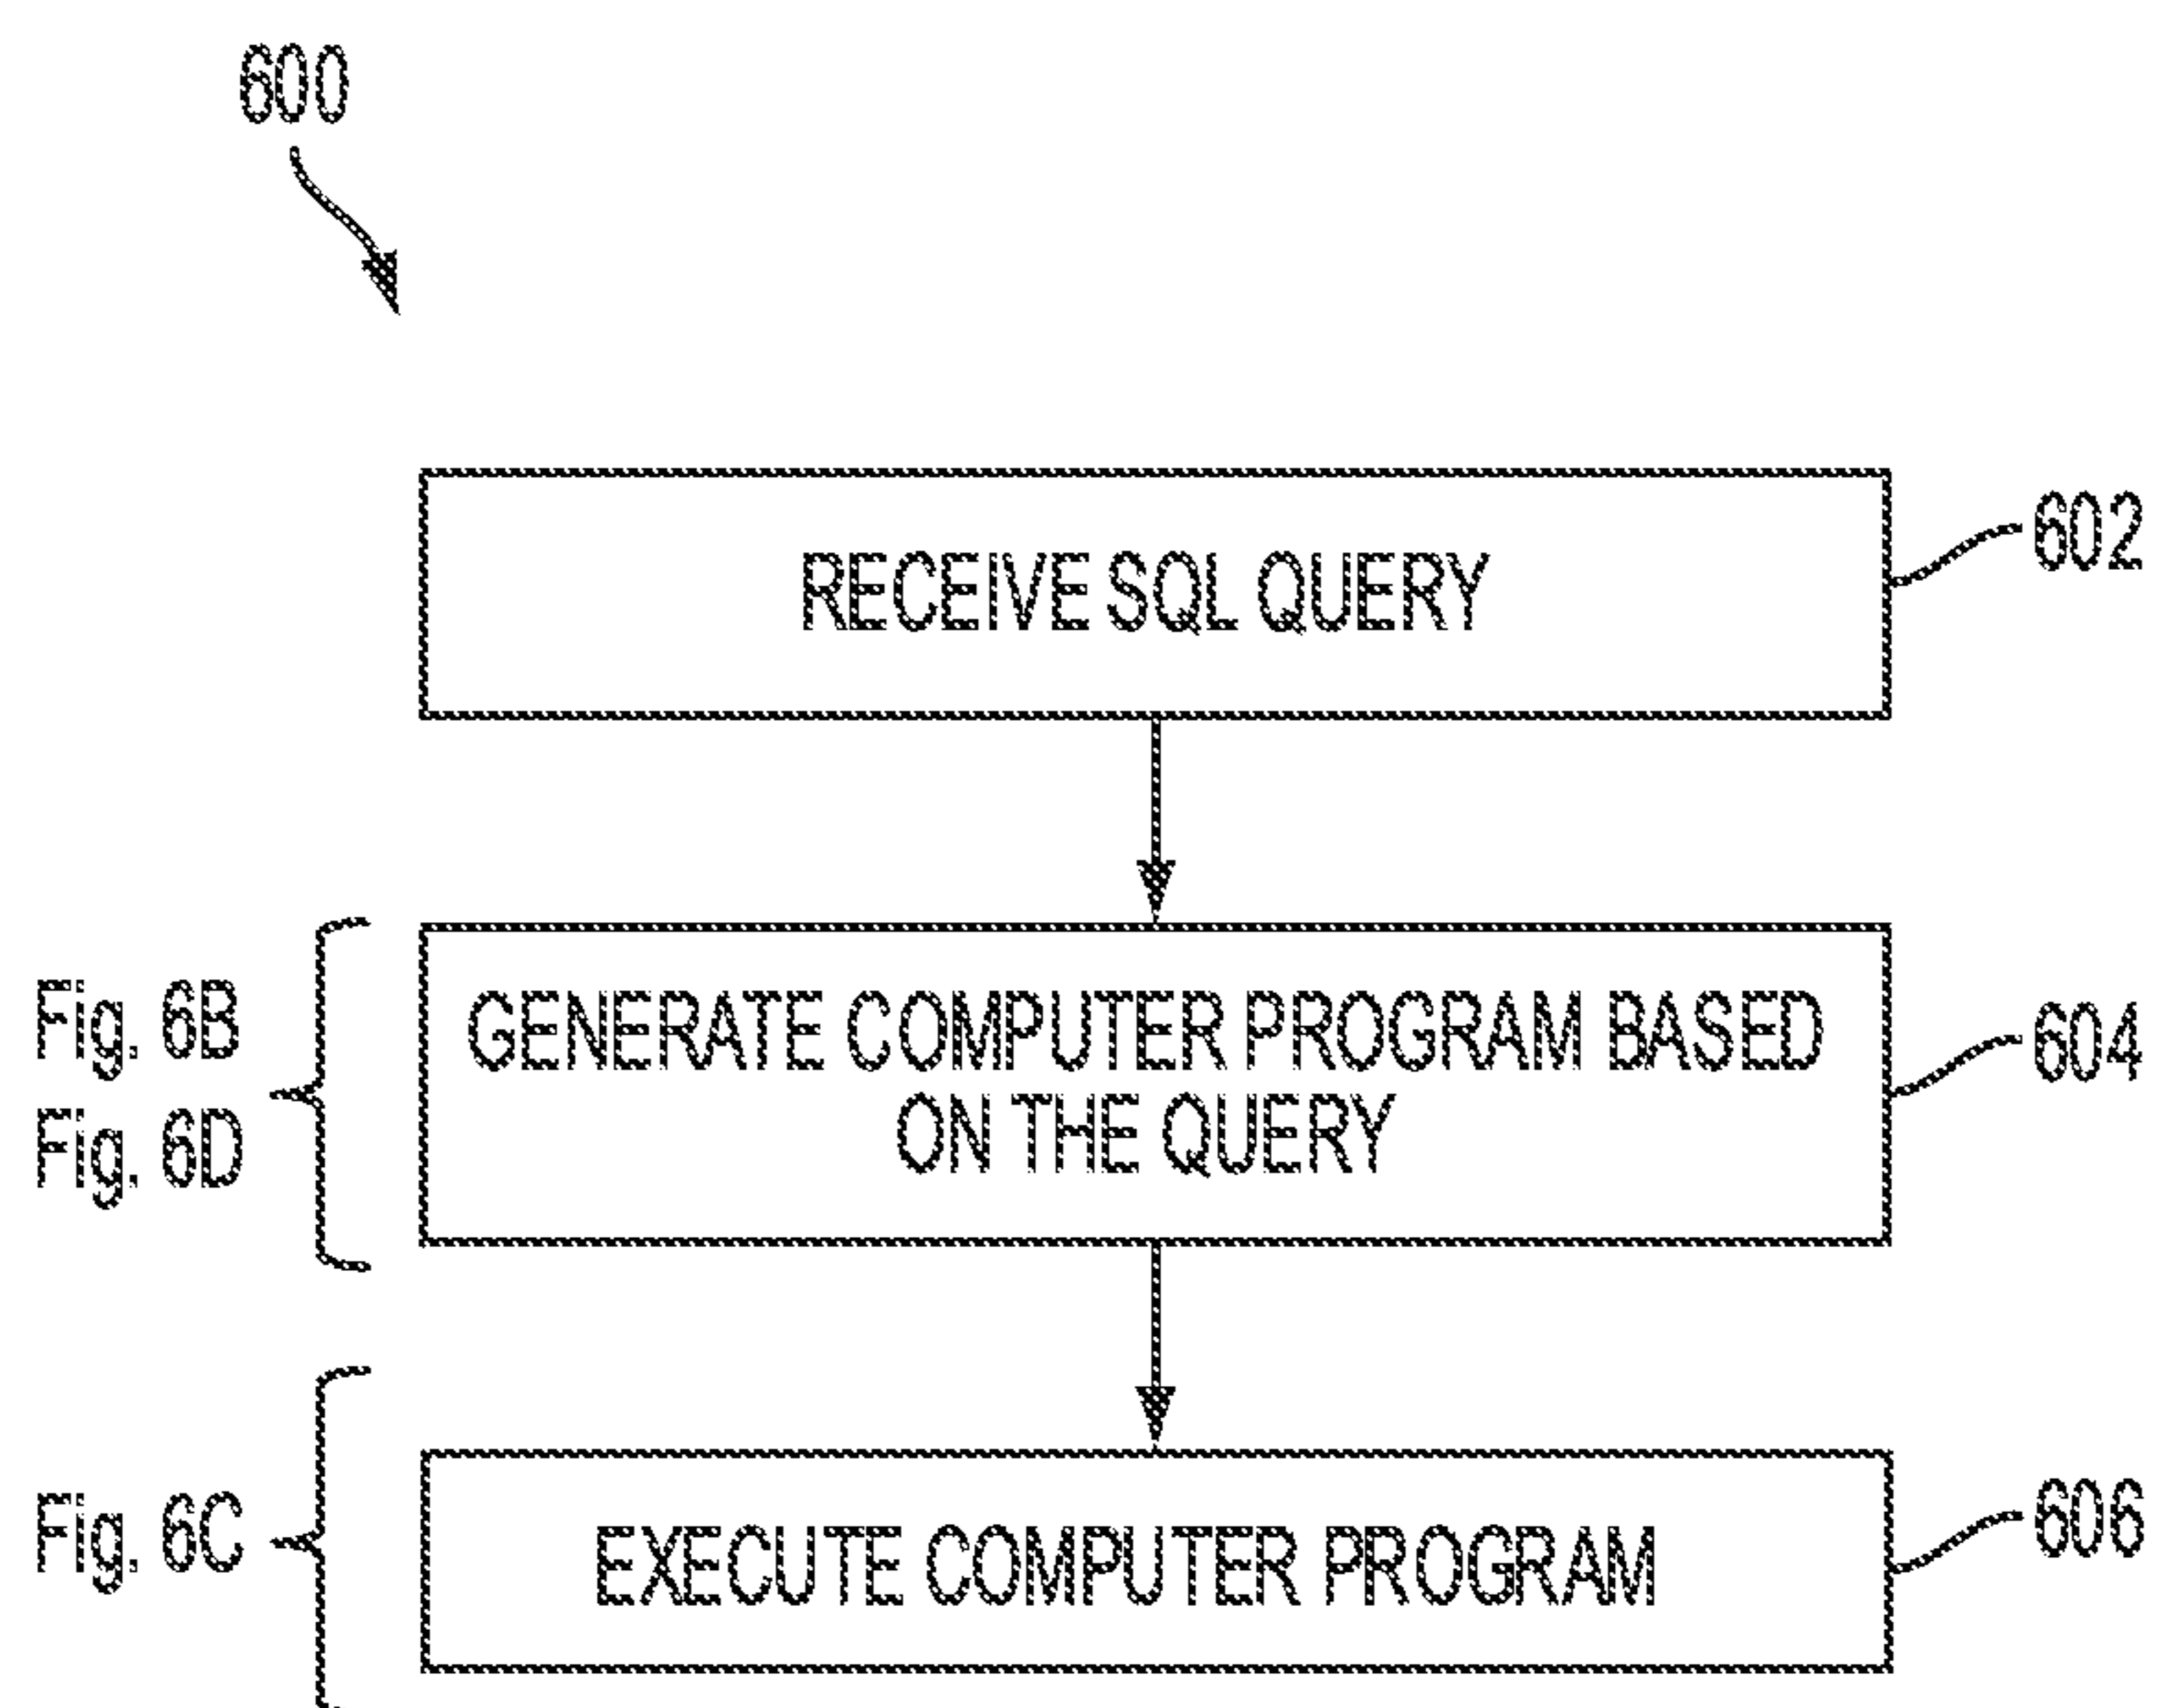 600
RECEIVE SQL QUERY
602
Fig. 6B
Fig. 6D
GENERATE COMPUTER PROGRAM BASED
ON THE QUERY
604
Fig. 6C
EXECUTE COMPUTER PROGRAM
606